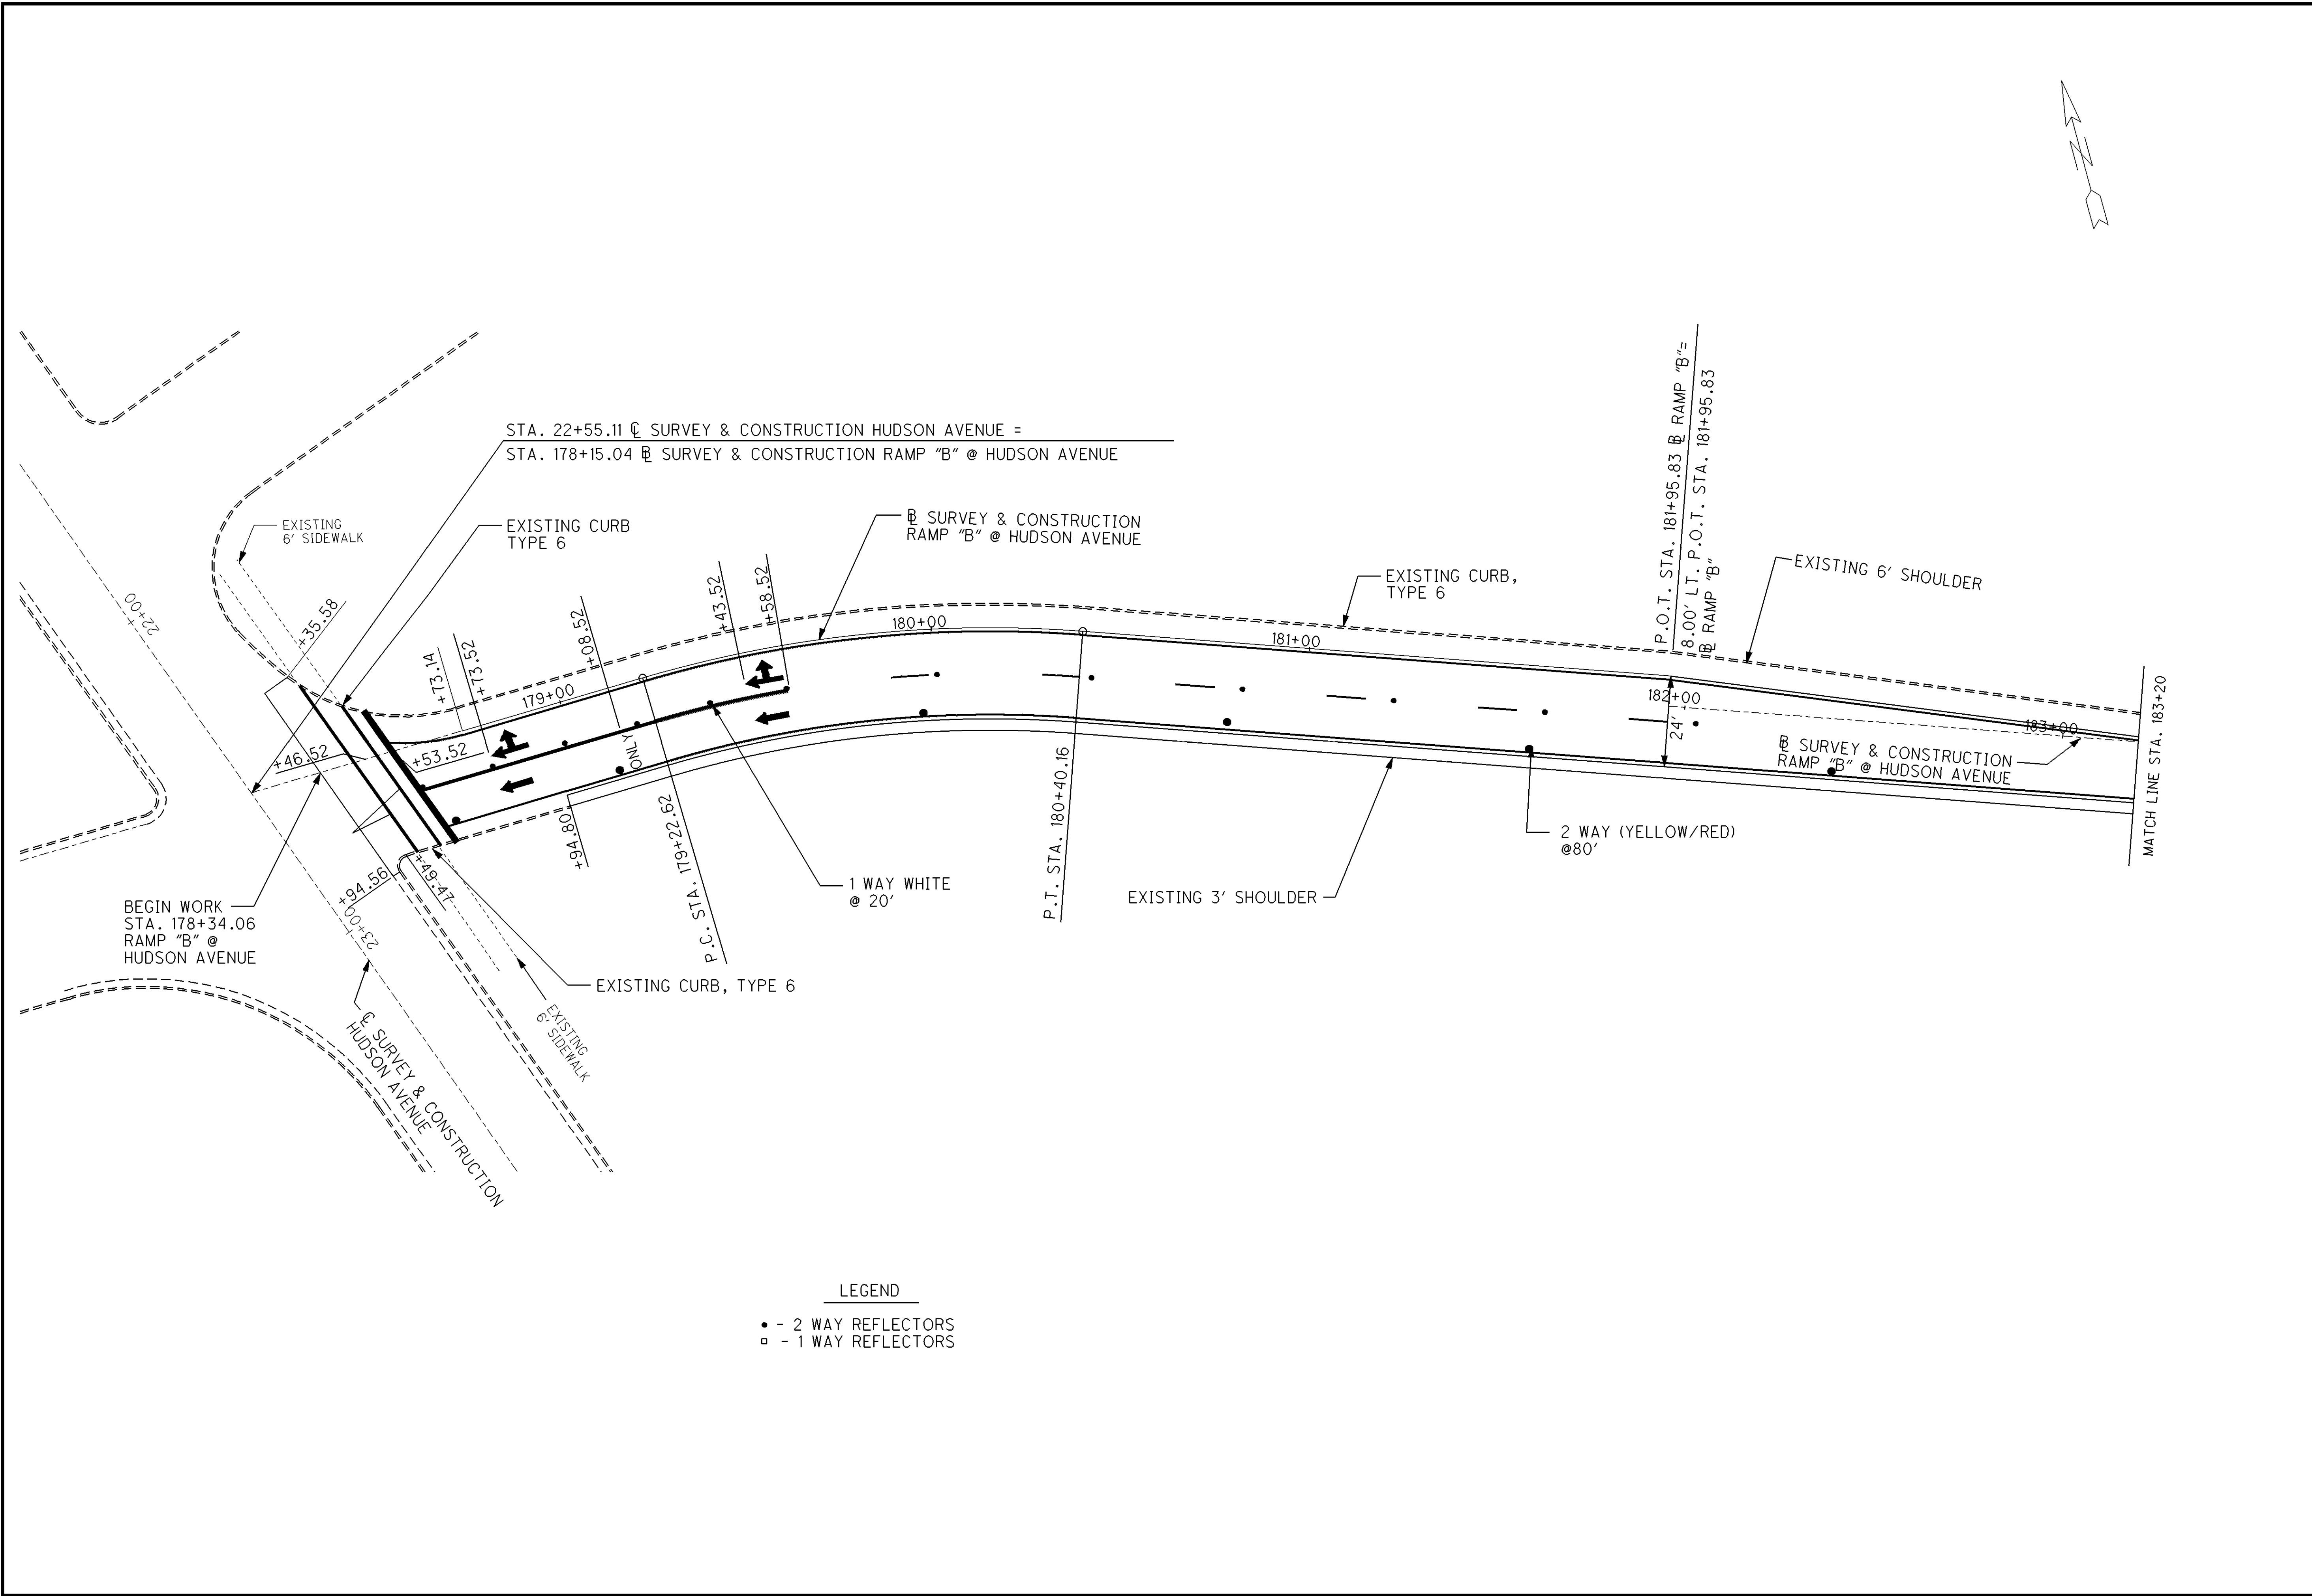 STA. 22+55.11 ℄ SURVEY & CONSTRUCTION HUDSON AVENUE =
STA. 178+15.04 BL SURVEY & CONSTRUCTION RAMP "B" @ HUDSON AVENUE
EXISTING
6' SIDEWALK
EXISTING CURB
TYPE 6
BL SURVEY & CONSTRUCTION
RAMP "B" @ HUDSON AVENUE
EXISTING CURB,
TYPE 6
P.O.T. STA. 181+95.83 BL RAMP "B"=
8.00' LT. P.O.T. STA. 181+95.83
BL RAMP "B"
EXISTING 6' SHOULDER
22+00
+35.58
+73.14
+73.52
+08.52
+43.52
+58.52
179+00
180+00
181+00
182+00
183+00
24'
+46.52
+53.52
ONLY
+94.80
P.C. STA. 179+22.62
P.T. STA. 180+40.16
BL SURVEY & CONSTRUCTION
RAMP "B" @ HUDSON AVENUE
MATCH LINE STA. 183+20
2 WAY (YELLOW/RED)
@80'
1 WAY WHITE
@ 20'
EXISTING 3' SHOULDER
+94.56
+49.47
23+00
BEGIN WORK
STA. 178+34.06
RAMP "B" @
HUDSON AVENUE
EXISTING CURB, TYPE 6
EXISTING
6' SIDEWALK
℄ SURVEY & CONSTRUCTION
HUDSON AVENUE
LEGEND
• - 2 WAY REFLECTORS
▫ - 1 WAY REFLECTORS